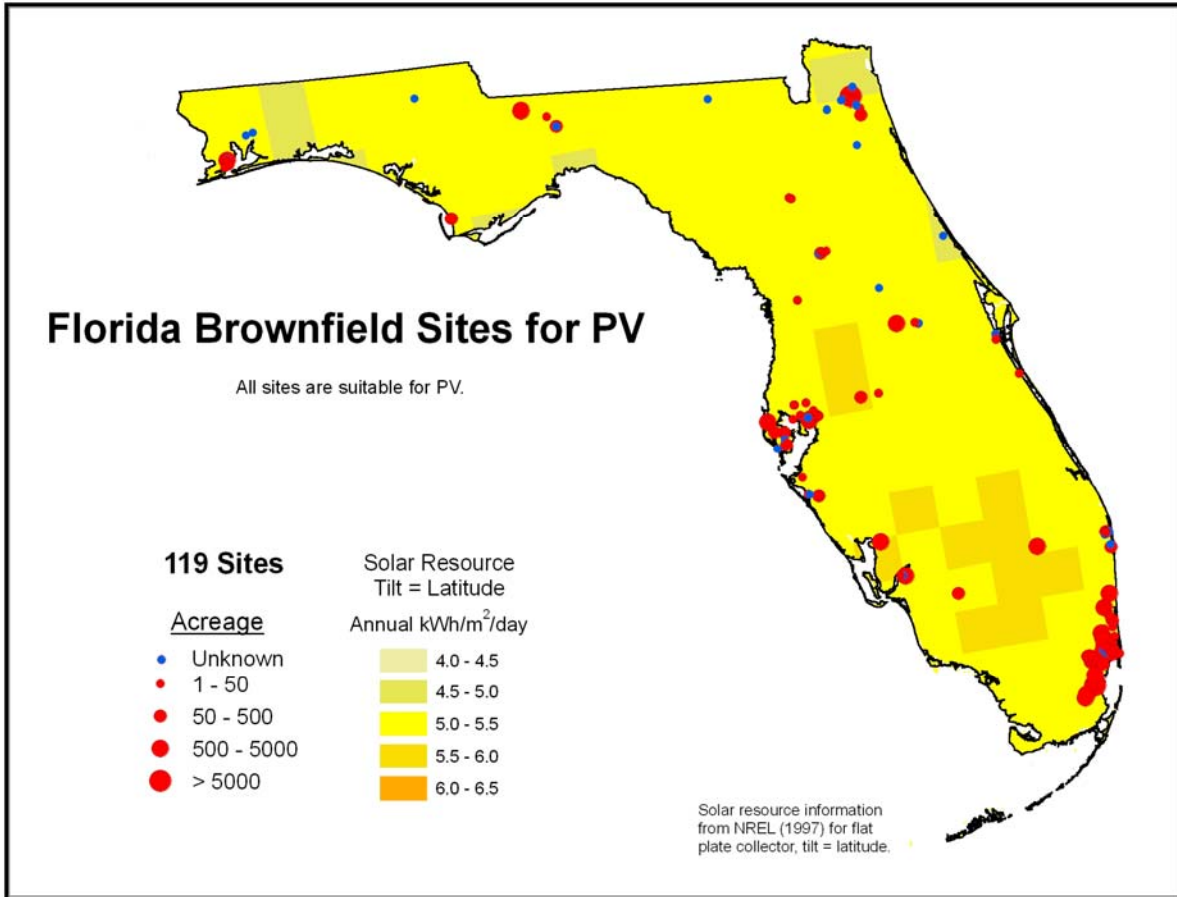 Florida Brownfield Sites for PV
All sites are suitable for PV.
119 Sites
Acreage
Unknown
1 - 50
50 - 500
500 - 5000
> 5000
Solar Resource
Tilt = Latitude
Annual kWh/m²/day
4.0 - 4.5
4.5 - 5.0
5.0 - 5.5
5.5 - 6.0
6.0 - 6.5
Solar resource information
from NREL (1997) for flat
plate collector, tilt = latitude.